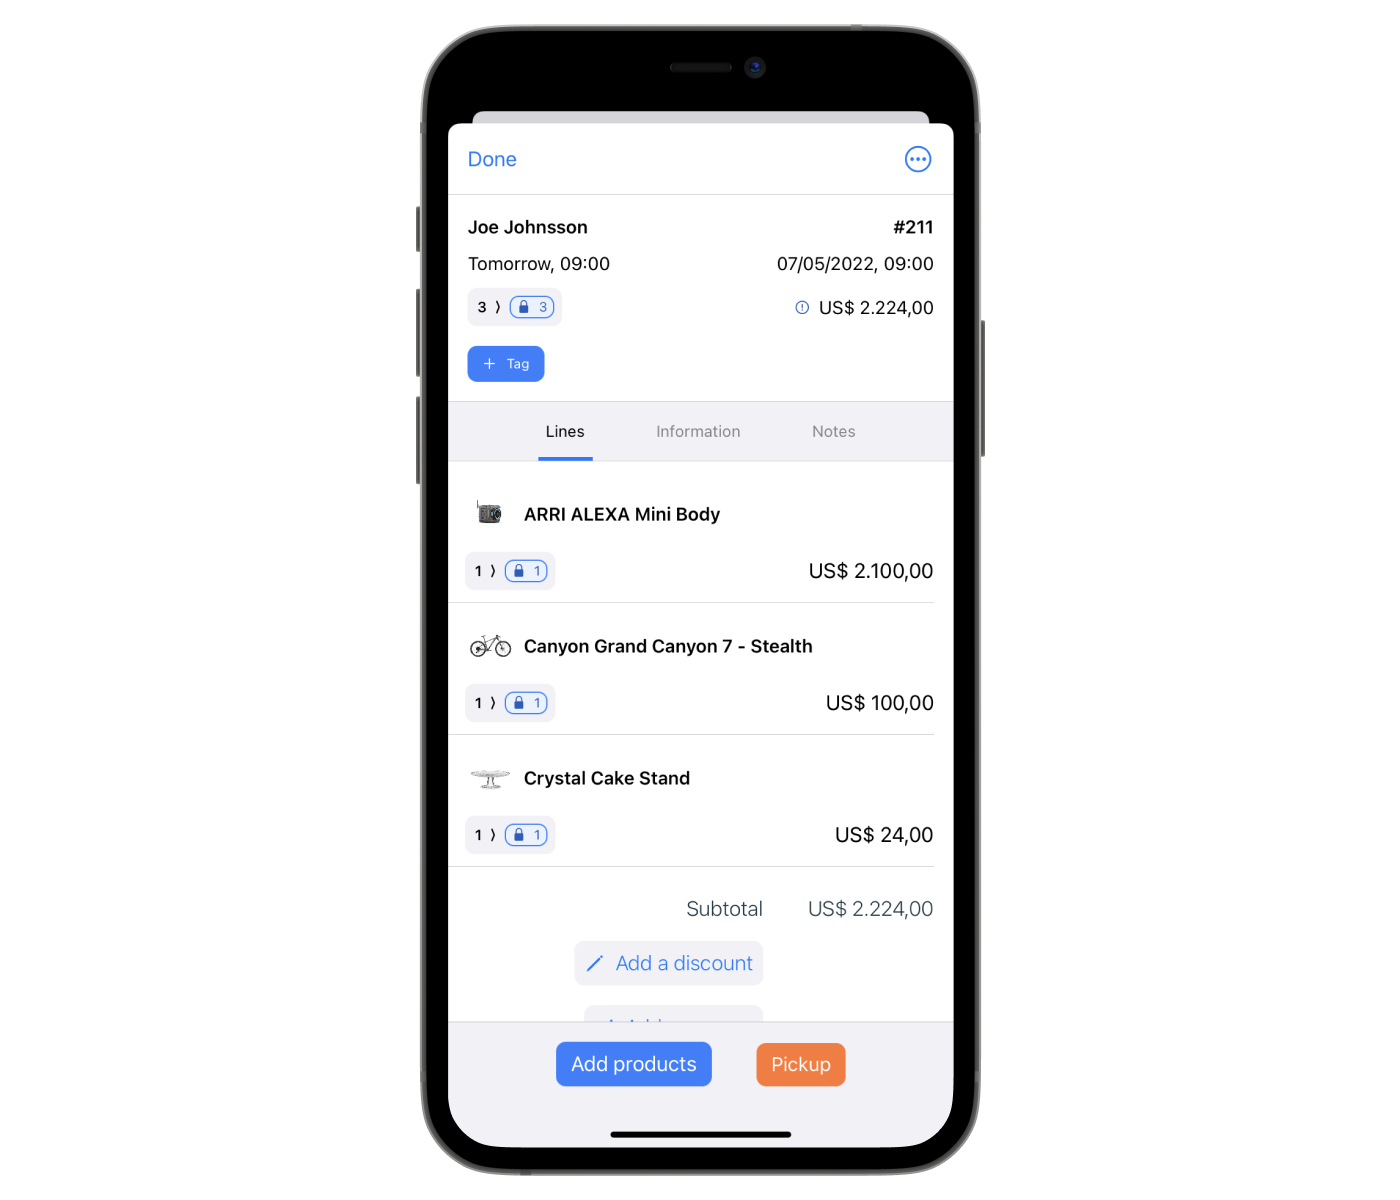 Done
Joe Johnsson #211
Tomorrow, 09:00 07/05/2022, 09:00
3 3 US$ 2.224,00
+ Tag
Lines Information Notes
ARRI ALEXA Mini Body
1 1 US$ 2.100,00
Canyon Grand Canyon 7 - Stealth
1 1 US$ 100,00
Crystal Cake Stand
1 1 US$ 24,00
Subtotal US$ 2.224,00
Add a discount
Add products Pickup